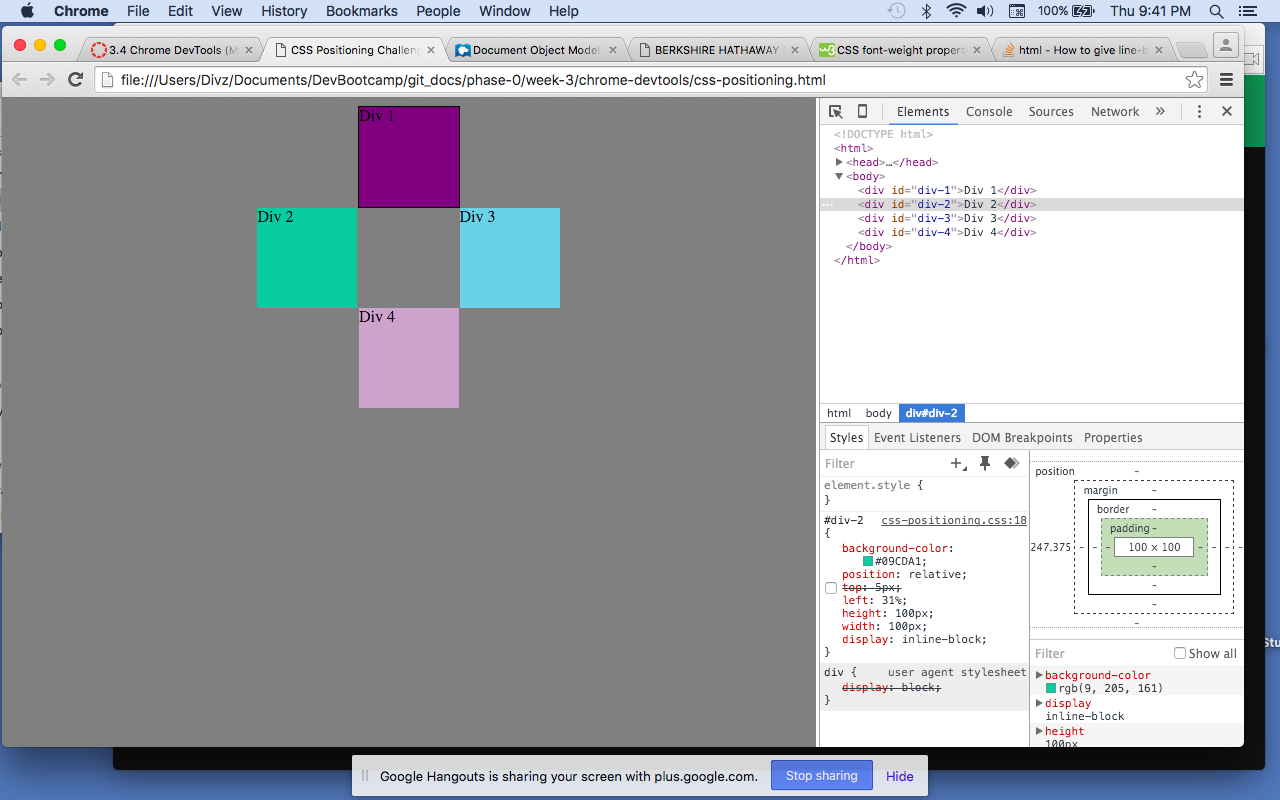 Chrome File Edit View History Bookmarks People Window Help 100% Thu 9:41 PM
3.4 Chrome DevTools (M
CSS Positioning Challeng
Document Object Model
BERKSHIRE HATHAWAY
CSS font-weight propert
html - How to give line-b
file:///Users/Divz/Documents/DevBootcamp/git_docs/phase-0/week-3/chrome-devtools/css-positioning.html
Div 1
Div 2
Div 3
Div 4
Elements Console Sources Network »
<!DOCTYPE html>
<html>
<head>…</head>
<body>
<div id="div-1">Div 1</div>
... <div id="div-2">Div 2</div>
<div id="div-3">Div 3</div>
<div id="div-4">Div 4</div>
</body>
</html>
html body div#div-2
Styles Event Listeners DOM Breakpoints Properties
Filter
element.style {
}
#div-2 css-positioning.css:18
{
background-color:
#09CDA1;
position: relative;
top: 5px;
left: 31%;
height: 100px;
width: 100px;
display: inline-block;
}
div { user agent stylesheet
display: block;
}
position -
margin -
border -
padding -
247.375 - - - 100 × 100 - - - -
-
-
-
-
Filter Show all
background-color
rgb(9, 205, 161)
display
inline-block
height
100px
Stu
Google Hangouts is sharing your screen with plus.google.com. Stop sharing Hide